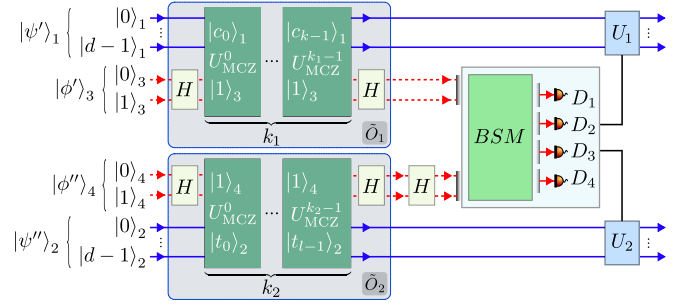 |ψ′⟩₁ { |0⟩₁
⋮
|d − 1⟩₁
|ϕ′⟩₃ { |0⟩₃
|1⟩₃
H
|c₀⟩₁ ... |c_{k−1}⟩₁
U⁰_MCZ U^{k₁−1}_MCZ
|1⟩₃ |1⟩₃
H
k₁
Õ₁
⋮
U₁
⋮
BSM
D₁
D₂
D₃
D₄
|ϕ″⟩₄ { |0⟩₄
|1⟩₄
H
|1⟩₄ ... |1⟩₄
U⁰_MCZ U^{k₂−1}_MCZ
|t₀⟩₂ |t_{l−1}⟩₂
H H
|ψ″⟩₂ { |0⟩₂
⋮
|d − 1⟩₂
k₂
Õ₂
⋮
U₂
⋮